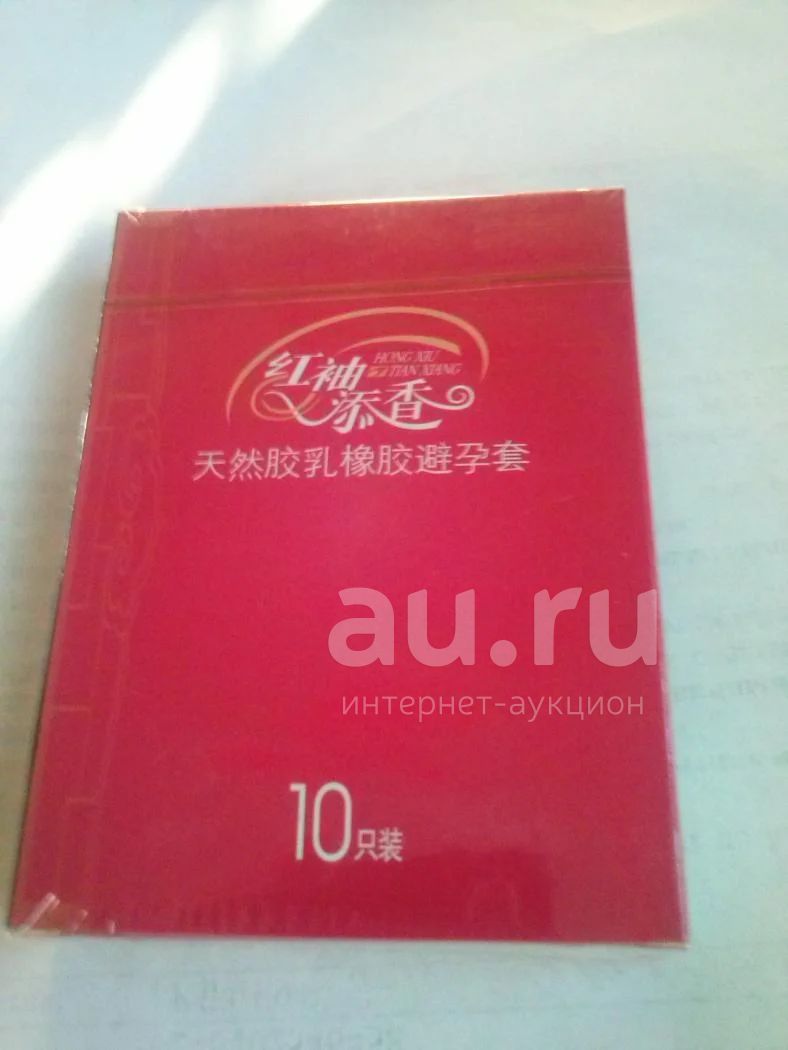 红袖添香
HONG XIU
TIAN XIANG
天然胶乳橡胶避孕套
au.ru
интернет-аукцион
10只装